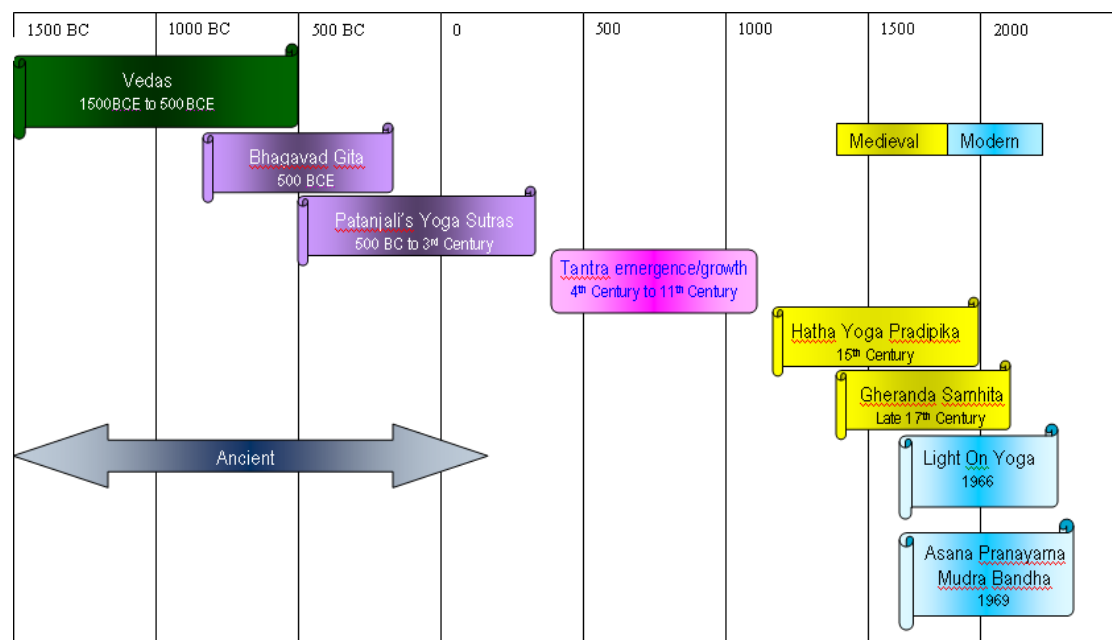 1500 BC
1000 BC
500 BC
0
500
1000
1500
2000
Vedas
1500BCE to 500BCE
Bhagavad Gita
500 BCE
Medieval
Modern
Patanjali's Yoga Sutras
500 BC to 3rd Century
Tantra emergence/growth
4th Century to 11th Century
Hatha Yoga Pradipika
15th Century
Gheranda Samhita
Late 17th Century
Ancient
Light On Yoga
1966
Asana Pranayama
Mudra Bandha
1969